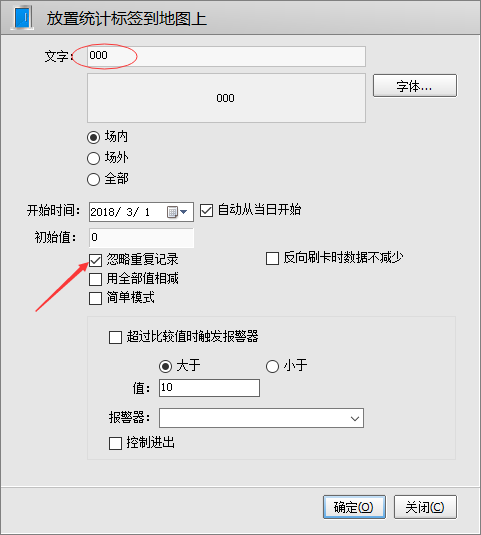 放置统计标签到地图上
文字: 000
000
字体...
场内
场外
全部
开始时间: 2018/ 3/ 1 自动从当日开始
初始值: 0
忽略重复记录 反向刷卡时数据不减少
用全部值相减
简单模式
超过比较值时触发报警器
大于 小于
值: 10
报警器:
控制进出
确定(O) 关闭(C)